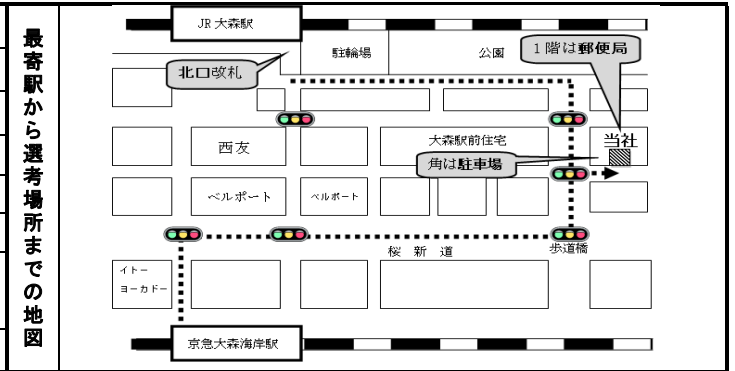 最寄駅から選考場所までの地図
JR 大森駅
駐輪場
公園
1階は郵便局
北口改札
西友
大森駅前住宅
当社
角は駐車場
ベルポート
ベルポート
桜新道
歩道橋
イトー
ヨーカドー
京急大森海岸駅